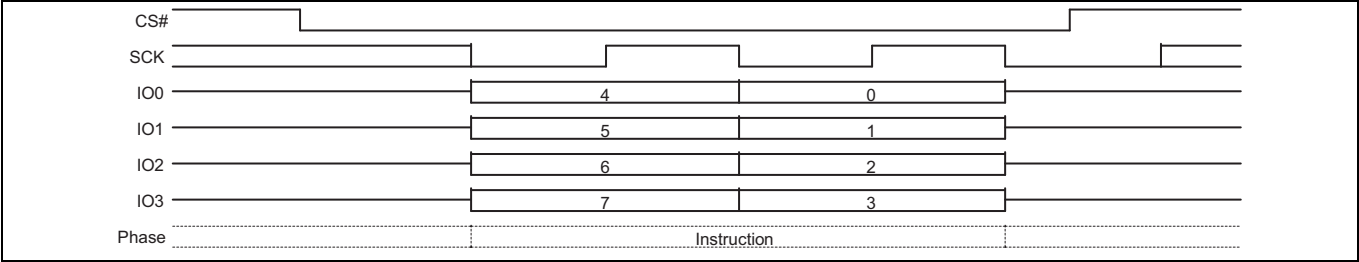 CS#
SCK
IO0 4 0
IO1 5 1
IO2 6 2
IO3 7 3
Phase Instruction